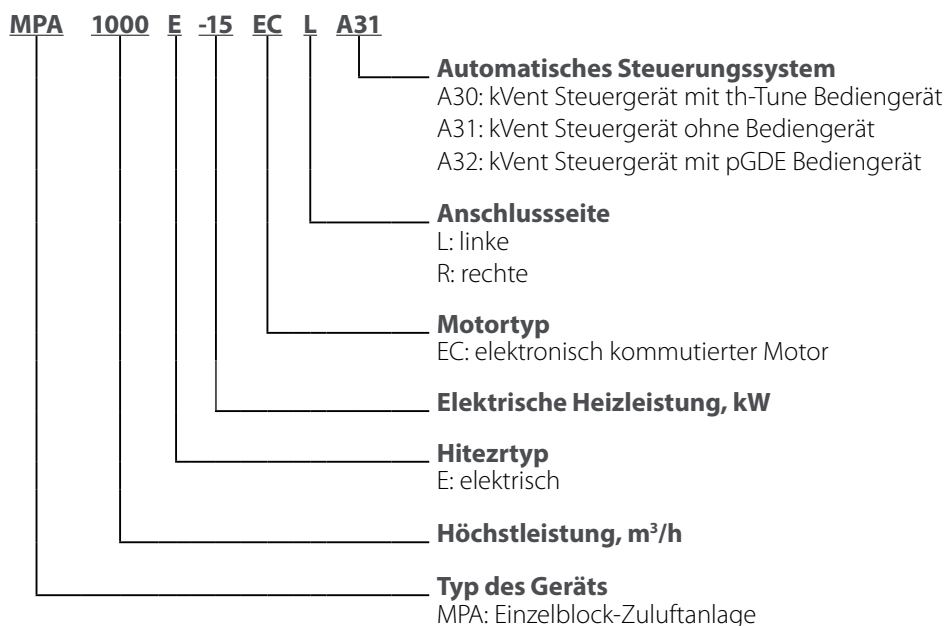 MPA 1000 E -15 EC L A31
Automatisches Steuerungssystem
A30: kVent Steuergerät mit th-Tune Bediengerät
A31: kVent Steuergerät ohne Bediengerät
A32: kVent Steuergerät mit pGDE Bediengerät
Anschlussseite
L: linke
R: rechte
Motortyp
EC: elektronisch kommutierter Motor
Elektrische Heizleistung, kW
Hitezrtyp
E: elektrisch
Höchstleistung, m³/h
Typ des Geräts
MPA: Einzelblock-Zuluftanlage